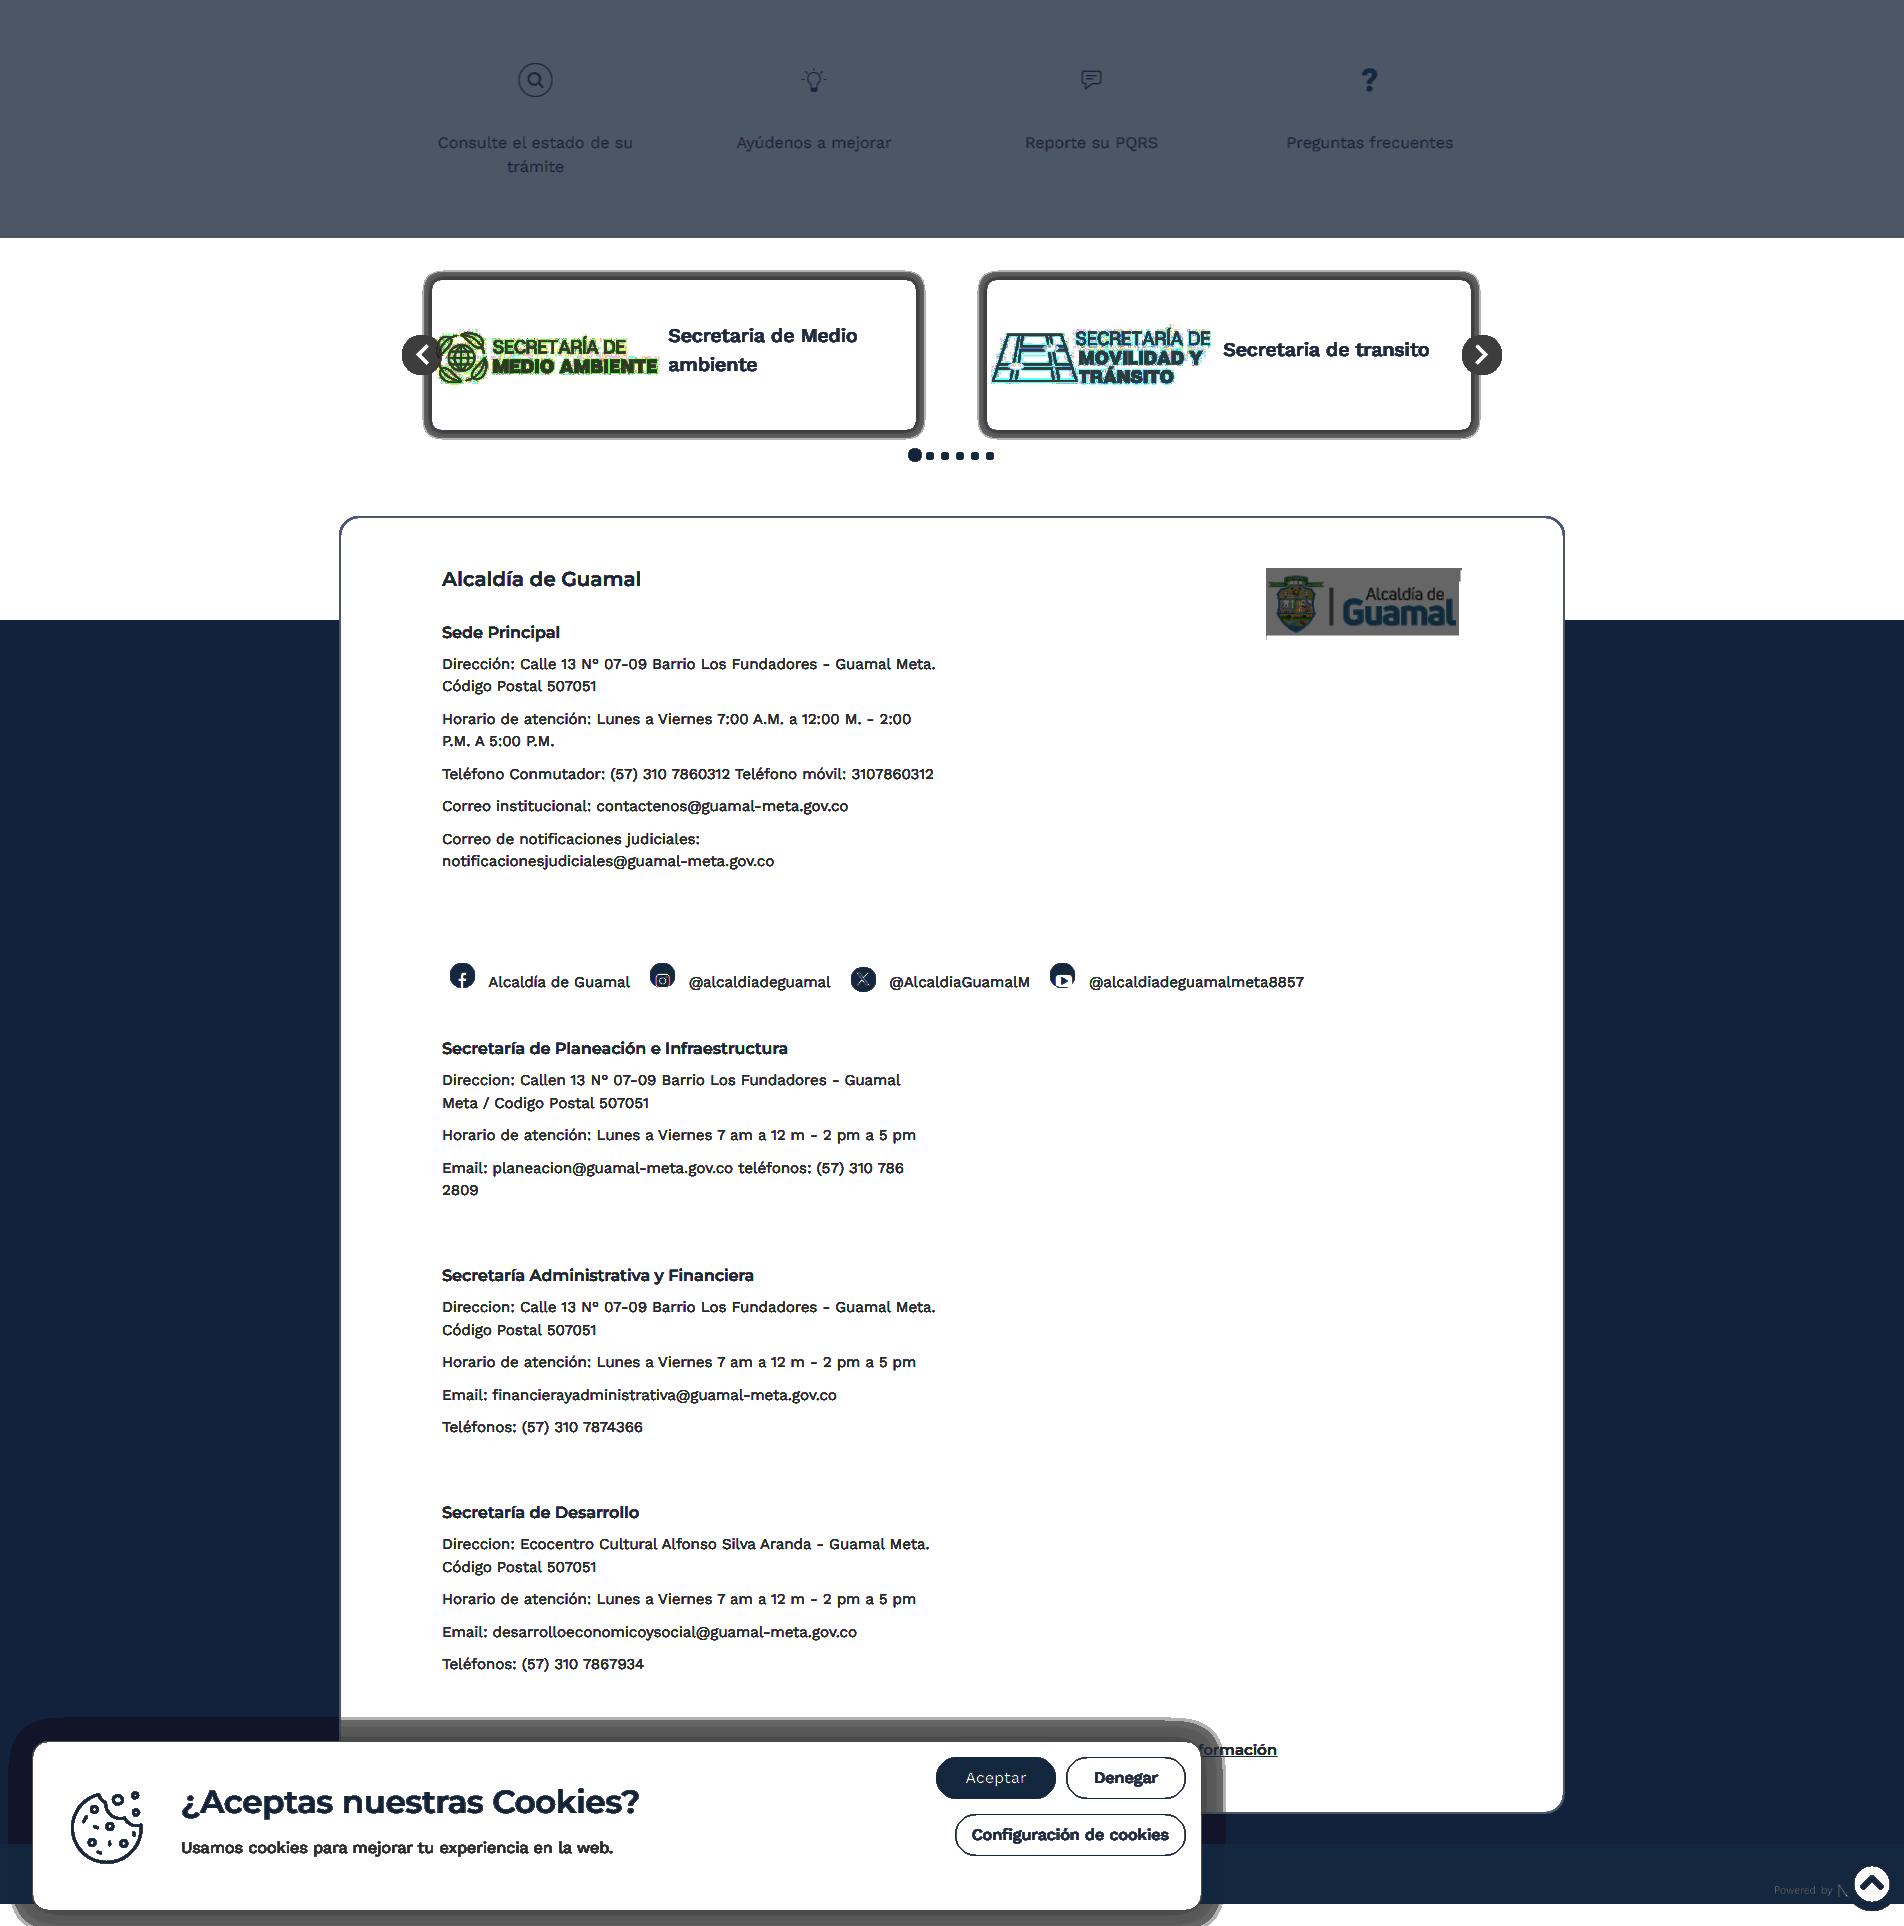 Consulte el estado de su
trámite
Ayúdenos a mejorar
Reporte su PQRS
Preguntas frecuentes
SECRETARÍA DE
MEDIO AMBIENTE
Secretaria de Medio
ambiente
SECRETARÍA DE
MOVILIDAD Y
TRÁNSITO
Secretaria de transito
Alcaldía de Guamal
Alcaldía de
Guamal
Sede Principal
Dirección: Calle 13 N° 07-09 Barrio Los Fundadores - Guamal Meta.
Código Postal 507051
Horario de atención: Lunes a Viernes 7:00 A.M. a 12:00 M. - 2:00
P.M. A 5:00 P.M.
Teléfono Conmutador: (57) 310 7860312 Teléfono móvil: 3107860312
Correo institucional: contactenos@guamal-meta.gov.co
Correo de notificaciones judiciales:
notificacionesjudiciales@guamal-meta.gov.co
Alcaldía de Guamal
@alcaldiadeguamal
@AlcaldiaGuamalM
@alcaldiadeguamalmeta8857
Secretaría de Planeación e Infraestructura
Direccion: Callen 13 N° 07-09 Barrio Los Fundadores - Guamal
Meta / Codigo Postal 507051
Horario de atención: Lunes a Viernes 7 am a 12 m - 2 pm a 5 pm
Email: planeacion@guamal-meta.gov.co teléfonos: (57) 310 786
2809
Secretaría Administrativa y Financiera
Direccion: Calle 13 N° 07-09 Barrio Los Fundadores - Guamal Meta.
Código Postal 507051
Horario de atención: Lunes a Viernes 7 am a 12 m - 2 pm a 5 pm
Email: financierayadministrativa@guamal-meta.gov.co
Teléfonos: (57) 310 7874366
Secretaría de Desarrollo
Direccion: Ecocentro Cultural Alfonso Silva Aranda - Guamal Meta.
Código Postal 507051
Horario de atención: Lunes a Viernes 7 am a 12 m - 2 pm a 5 pm
Email: desarrolloeconomicoysocial@guamal-meta.gov.co
Teléfonos: (57) 310 7867934
formación
¿Aceptas nuestras Cookies?
Usamos cookies para mejorar tu experiencia en la web.
Aceptar
Denegar
Configuración de cookies
Powered by